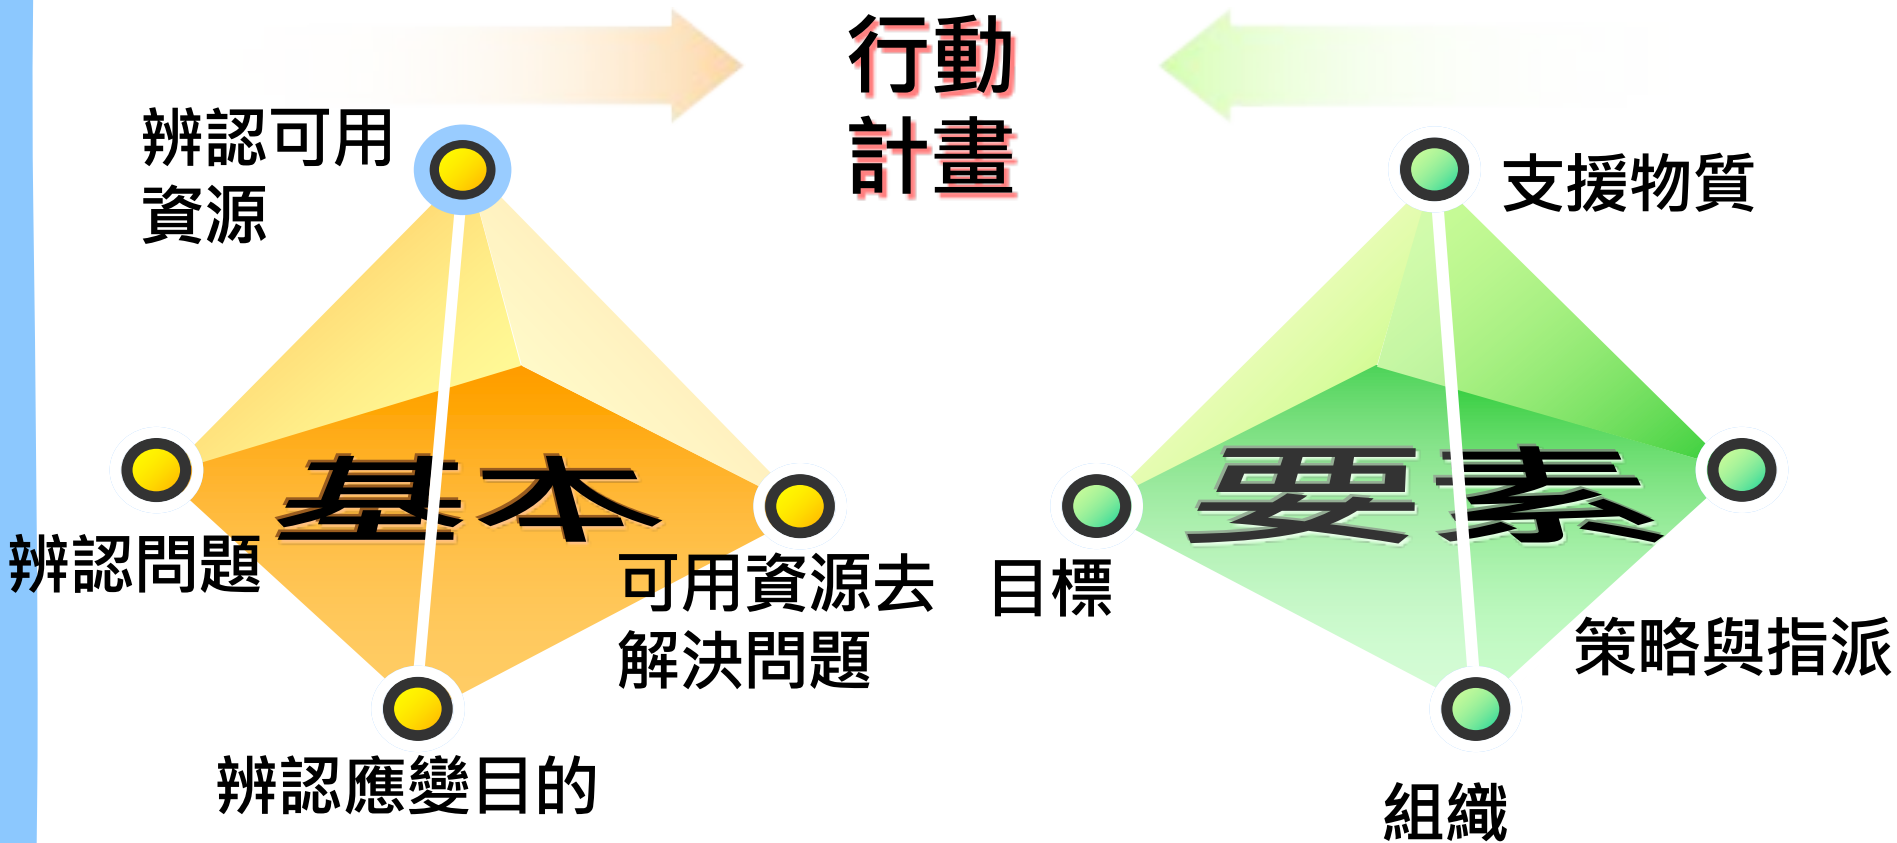 行動
計畫
辨認可用
資源
基本
辨認問題
可用資源去
解決問題
辨認應變目的
支援物質
要素
目標
策略與指派
組織